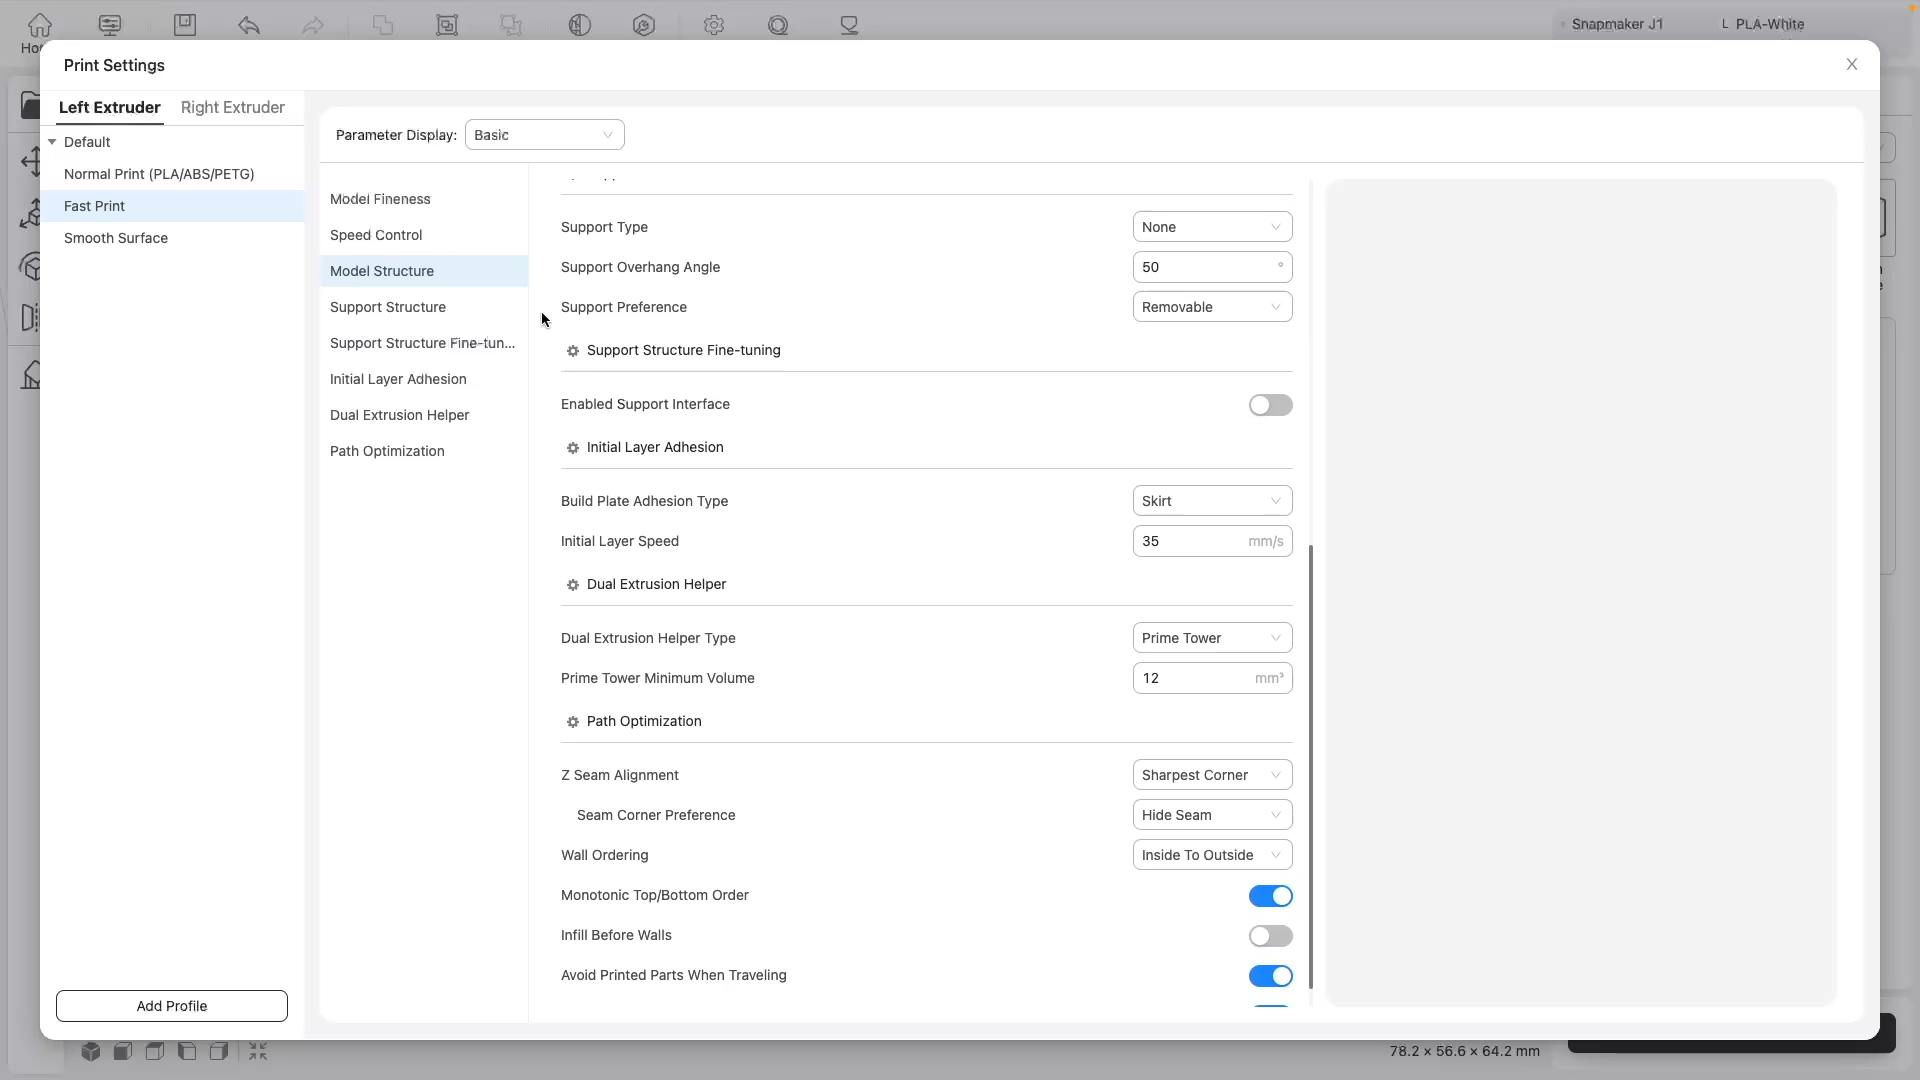 Snapmaker J1
L PLA-White
Print Settings
Left Extruder
Right Extruder
Default
Normal Print (PLA/ABS/PETG)
Fast Print
Smooth Surface
Add Profile
Parameter Display:
Basic
Model Fineness
Speed Control
Model Structure
Support Structure
Support Structure Fine-tun...
Initial Layer Adhesion
Dual Extrusion Helper
Path Optimization
Support Type
None
Support Overhang Angle
50 °
Support Preference
Removable
Support Structure Fine-tuning
Enabled Support Interface
Initial Layer Adhesion
Build Plate Adhesion Type
Skirt
Initial Layer Speed
35 mm/s
Dual Extrusion Helper
Dual Extrusion Helper Type
Prime Tower
Prime Tower Minimum Volume
12 mm³
Path Optimization
Z Seam Alignment
Sharpest Corner
Seam Corner Preference
Hide Seam
Wall Ordering
Inside To Outside
Monotonic Top/Bottom Order
Infill Before Walls
Avoid Printed Parts When Traveling
78.2 × 56.6 × 64.2 mm